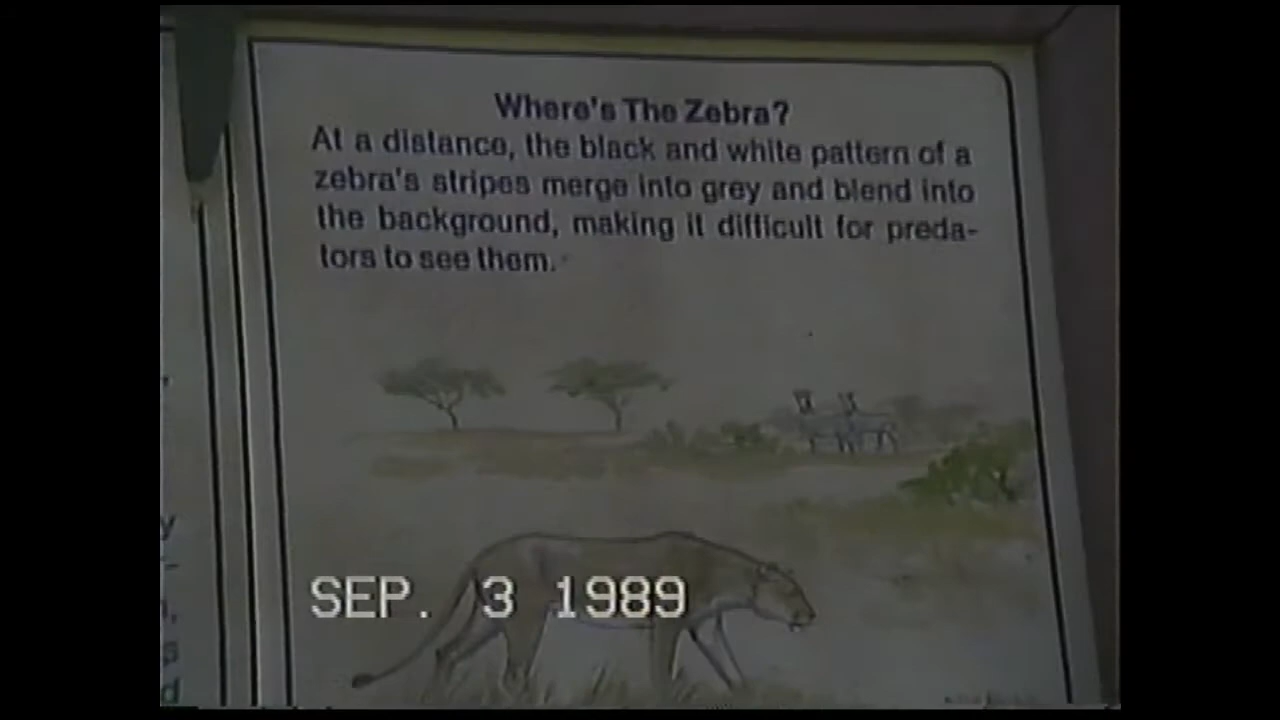 Where's The Zebra?
At a distance, the black and white pattern of a
zebra's stripes merge into grey and blend into
the background, making it difficult for preda-
tors to see them.
SEP. 3 1989